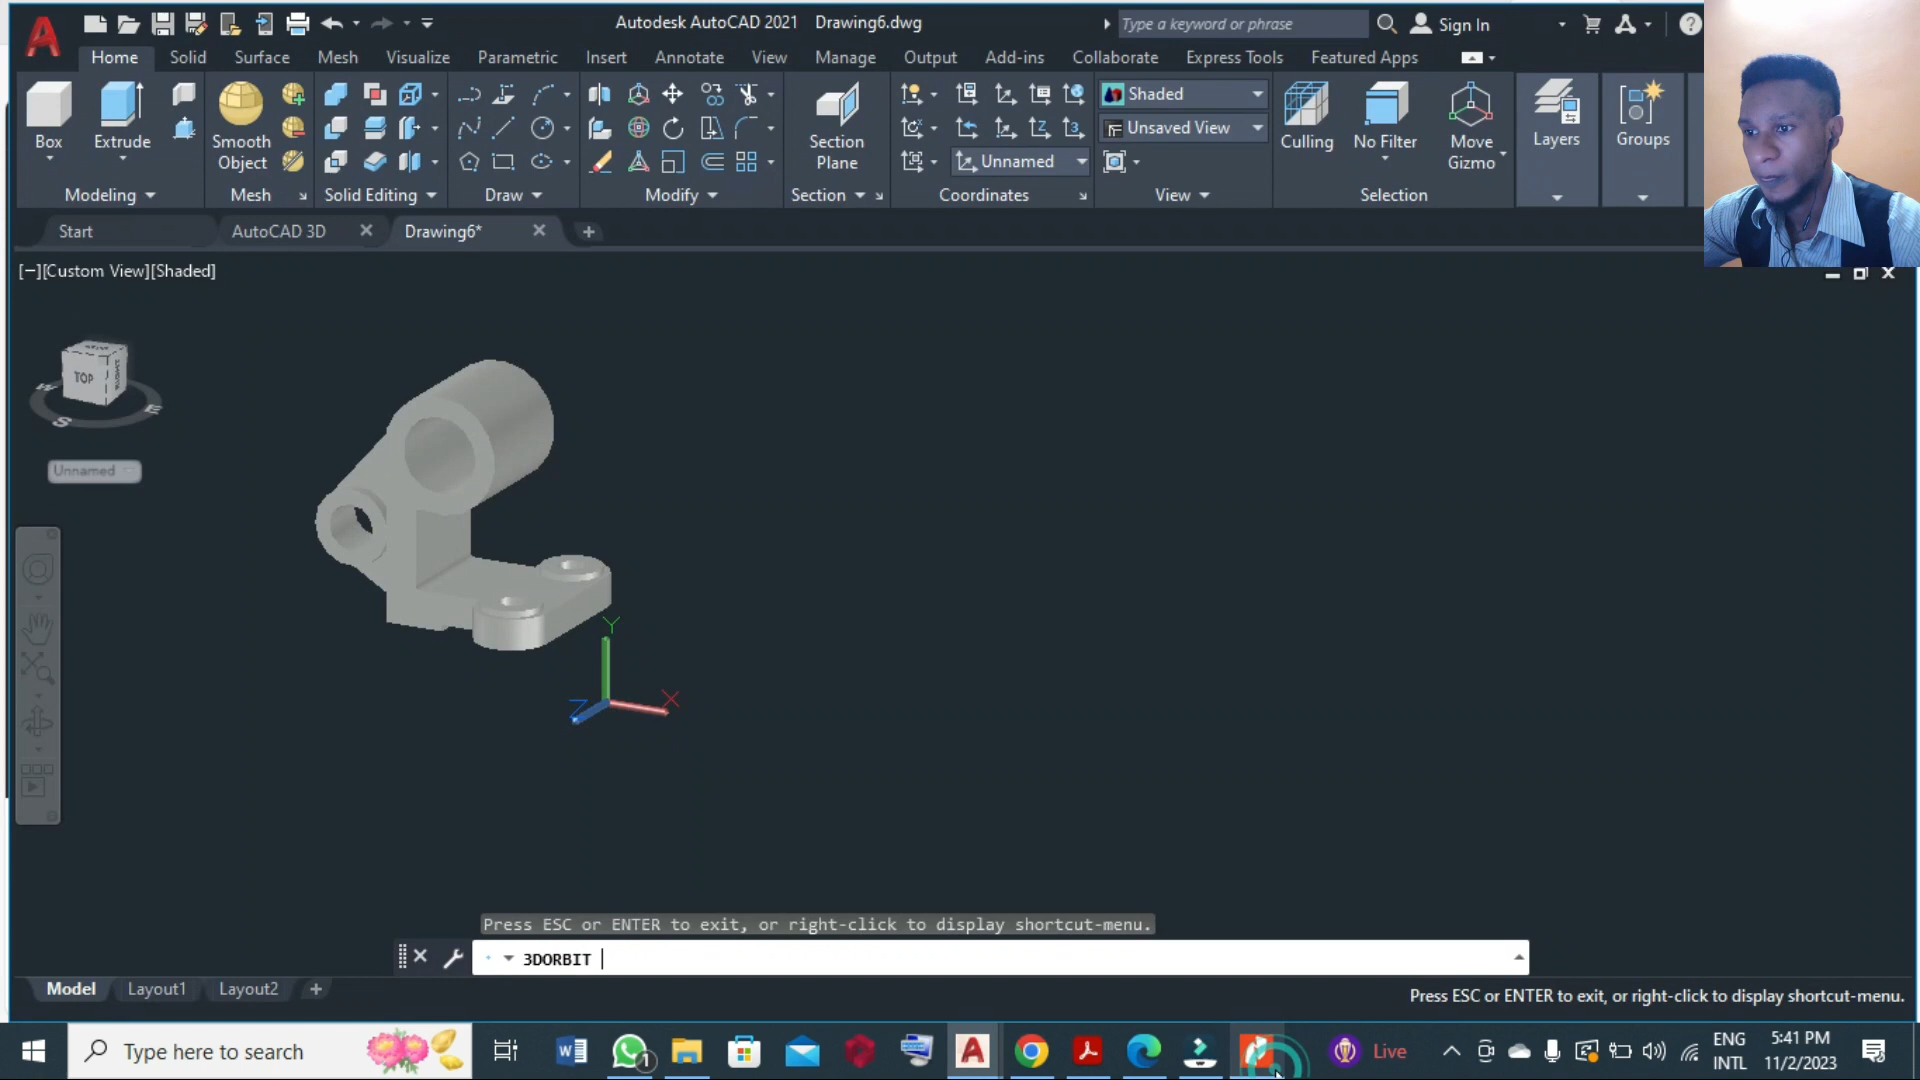 Autodesk AutoCAD 2021 Drawing6.dwg
Type a keyword or phrase
Sign In
Home Solid Surface Mesh Visualize Parametric Insert Annotate View Manage Output Add-ins Collaborate Express Tools Featured Apps
Box
Extrude
Smooth
Object
Section
Plane
Unnamed
Shaded
Unsaved View
Culling
No Filter
Move
Gizmo
Layers
Groups
Modeling
Mesh
Solid Editing
Draw
Modify
Section
Coordinates
View
Selection
Start
AutoCAD 3D
Drawing6*
[−][Custom View][Shaded]
TOP
RIGHT
W
S
E
Unnamed
Y
X
Z
Press ESC or ENTER to exit, or right-click to display shortcut-menu.
3DORBIT
Model Layout1 Layout2
Press ESC or ENTER to exit, or right-click to display shortcut-menu.
Type here to search
1
Live
ENG
INTL
5:41 PM
11/2/2023